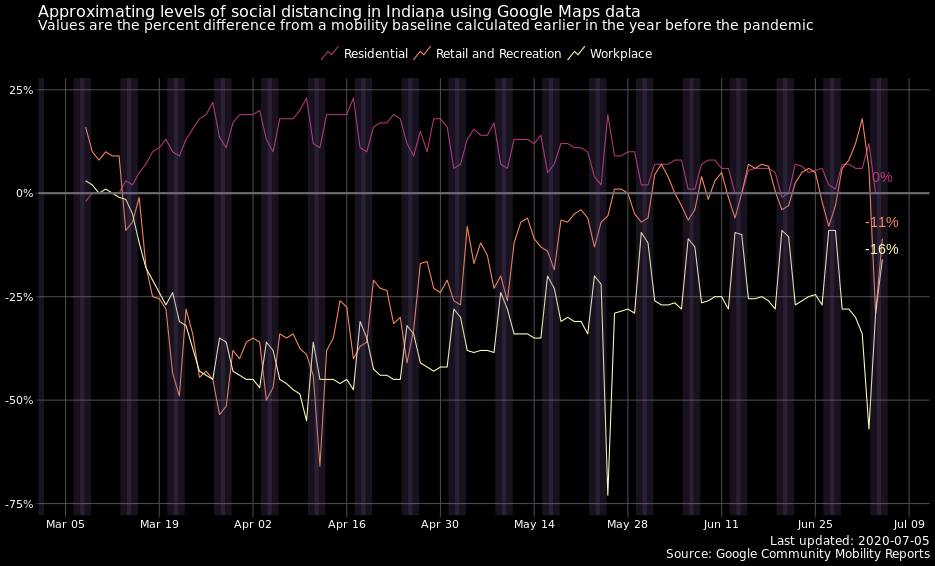 Approximating levels of social distancing in Indiana using Google Maps data
Values are the percent difference from a mobility baseline calculated earlier in the year before the pandemic
Residential Retail and Recreation Workplace
25%
0%
-25%
-50%
-75%
0%
-11%
-16%
Mar 05 Mar 19 Apr 02 Apr 16 Apr 30 May 14 May 28 Jun 11 Jun 25 Jul 09
Last updated: 2020-07-05
Source: Google Community Mobility Reports